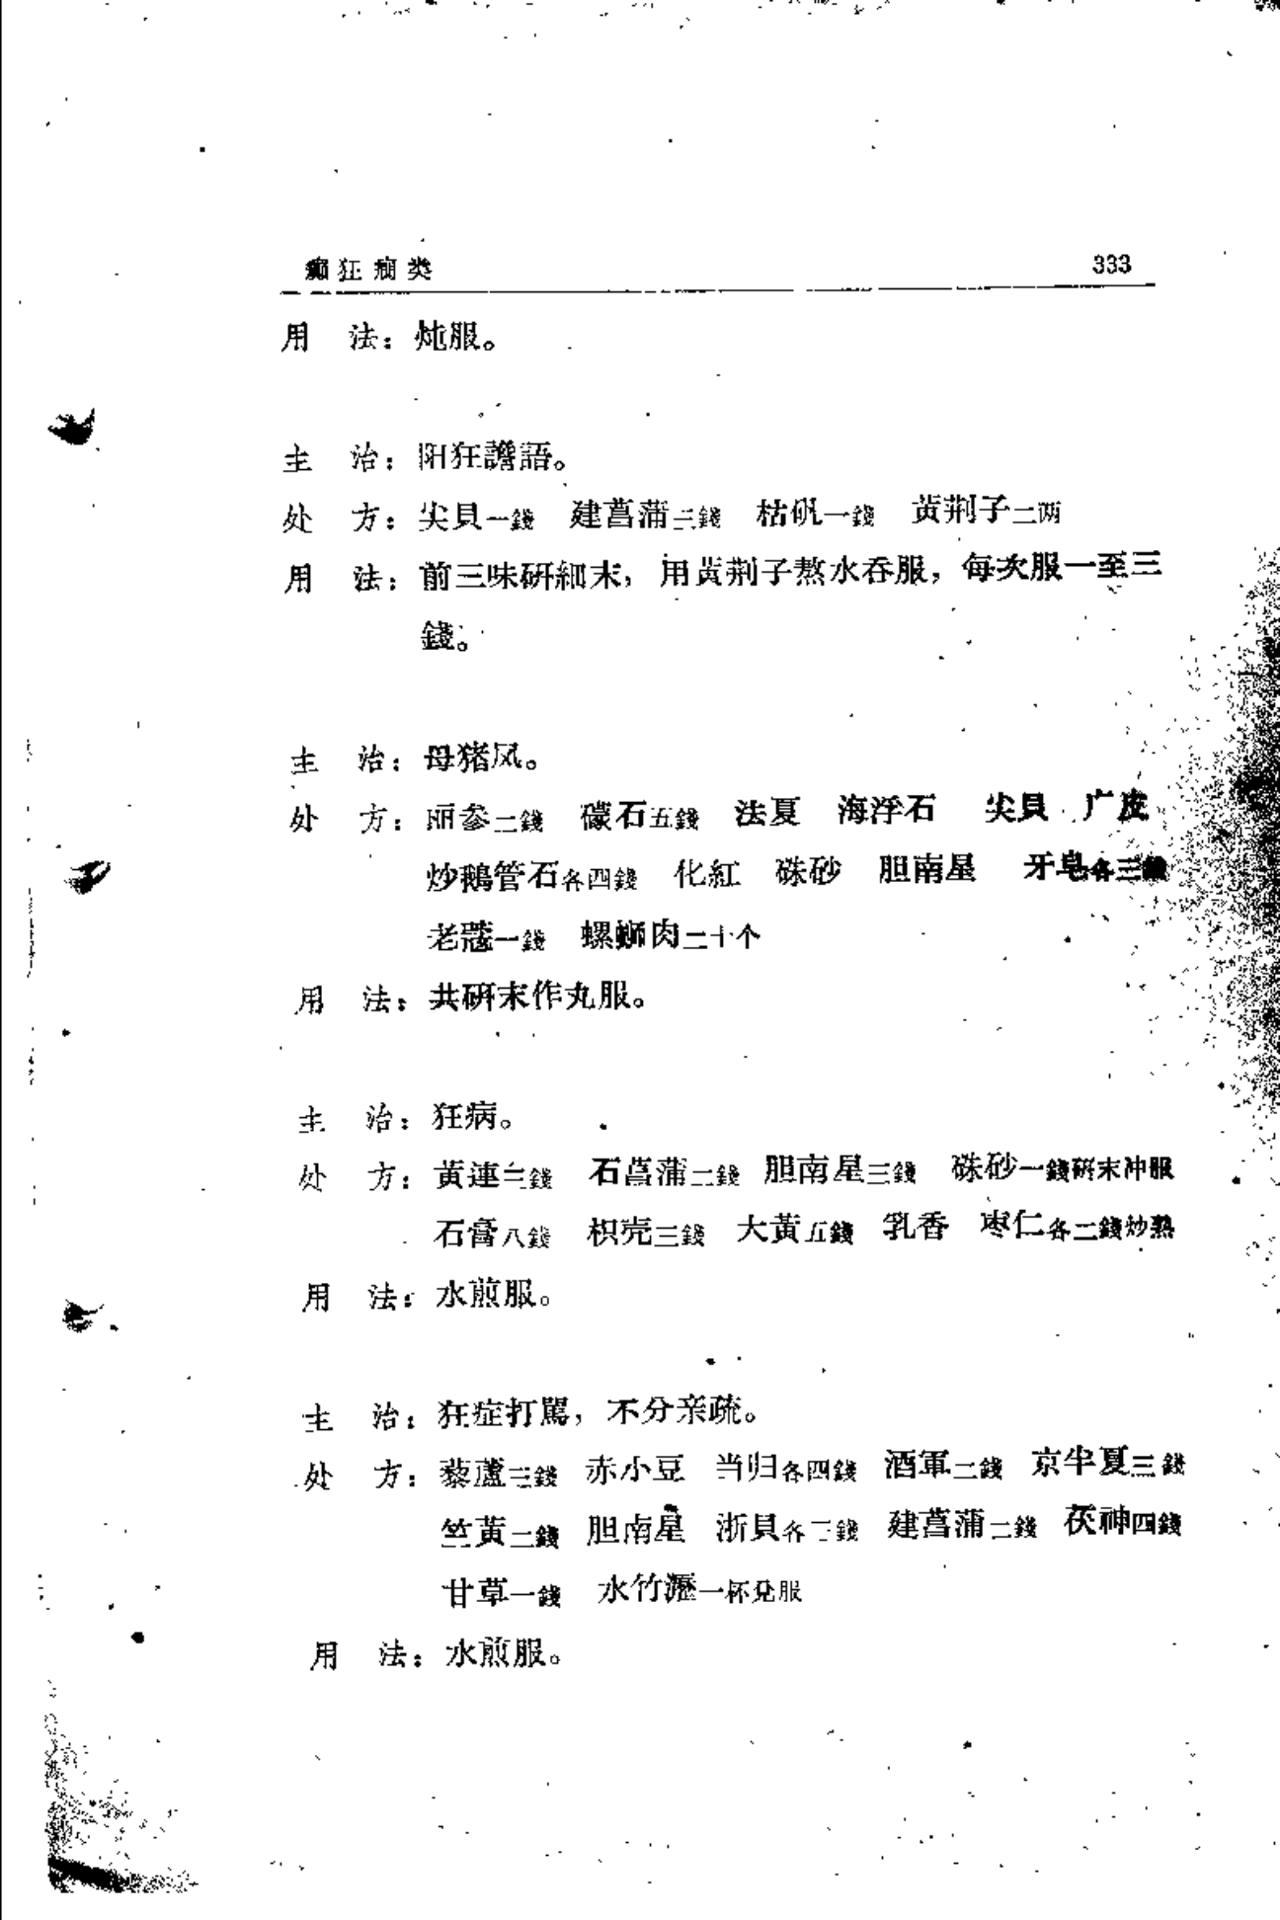 癫狂癎类 333
用 法：炖服。
主 治：阳狂譫語。
处 方：尖貝一錢 建菖蒲三錢 枯矾一錢 黃荆子二两
用 法：前三味研細末，用黃荆子熬水吞服，每次服一至三
錢。
主 治：母猪风。
处 方：丽参二錢 礞石五錢 法夏 海浮石 尖貝 广皮
炒鵝管石各四錢 化紅 硃砂 胆南星 牙皂各三錢
老蔻一錢 螺螄肉二十个
用 法：共研末作丸服。
主 治：狂病。
处 方：黃連三錢 石菖蒲二錢 胆南星三錢 硃砂一錢研末冲服
石膏八錢 枳壳三錢 大黃五錢 乳香 枣仁各二錢炒熟
用 法：水煎服。
主 治：狂症打駡，不分亲疏。
处 方：藜蘆三錢 赤小豆 当归各四錢 酒軍二錢 京半夏三錢
竺黃二錢 胆南星 浙貝各錢 建菖蒲二錢 茯神四錢
甘草一錢 水竹瀝一杯兌服
用 法：水煎服。